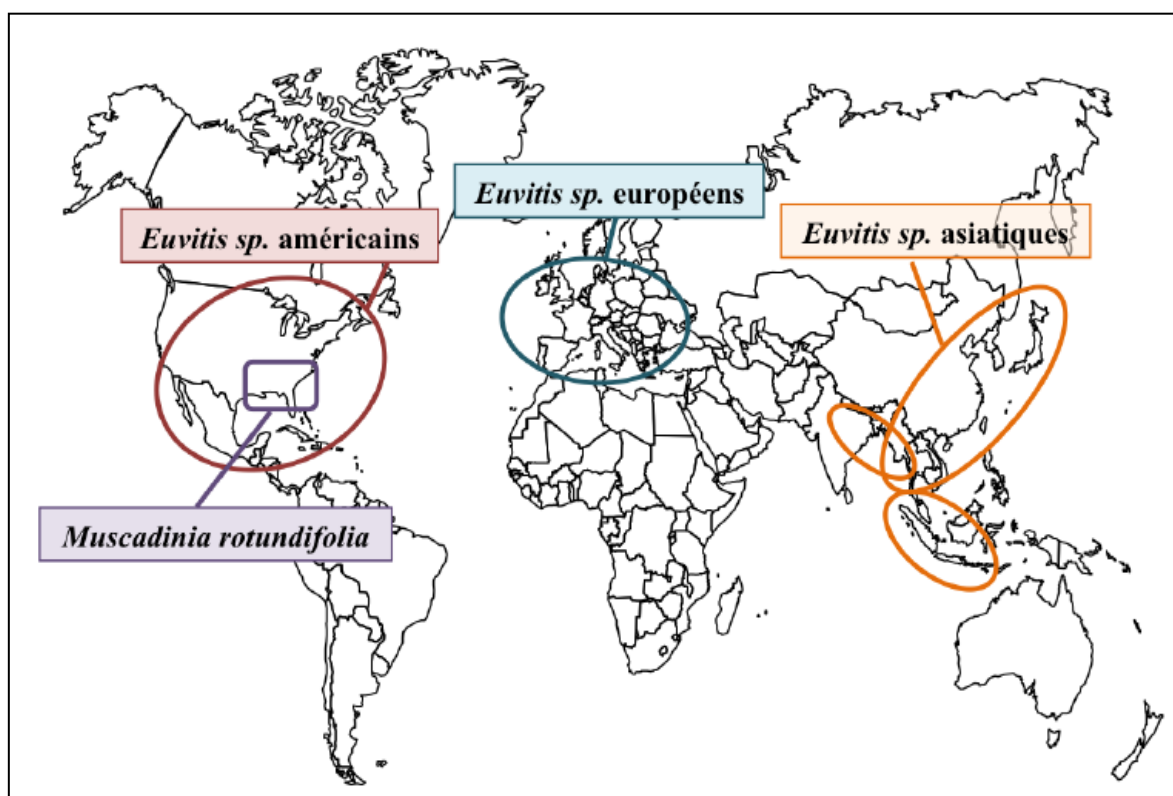 Euvitis sp. européens
Euvitis sp. américains
Euvitis sp. asiatiques
Muscadinia rotundifolia